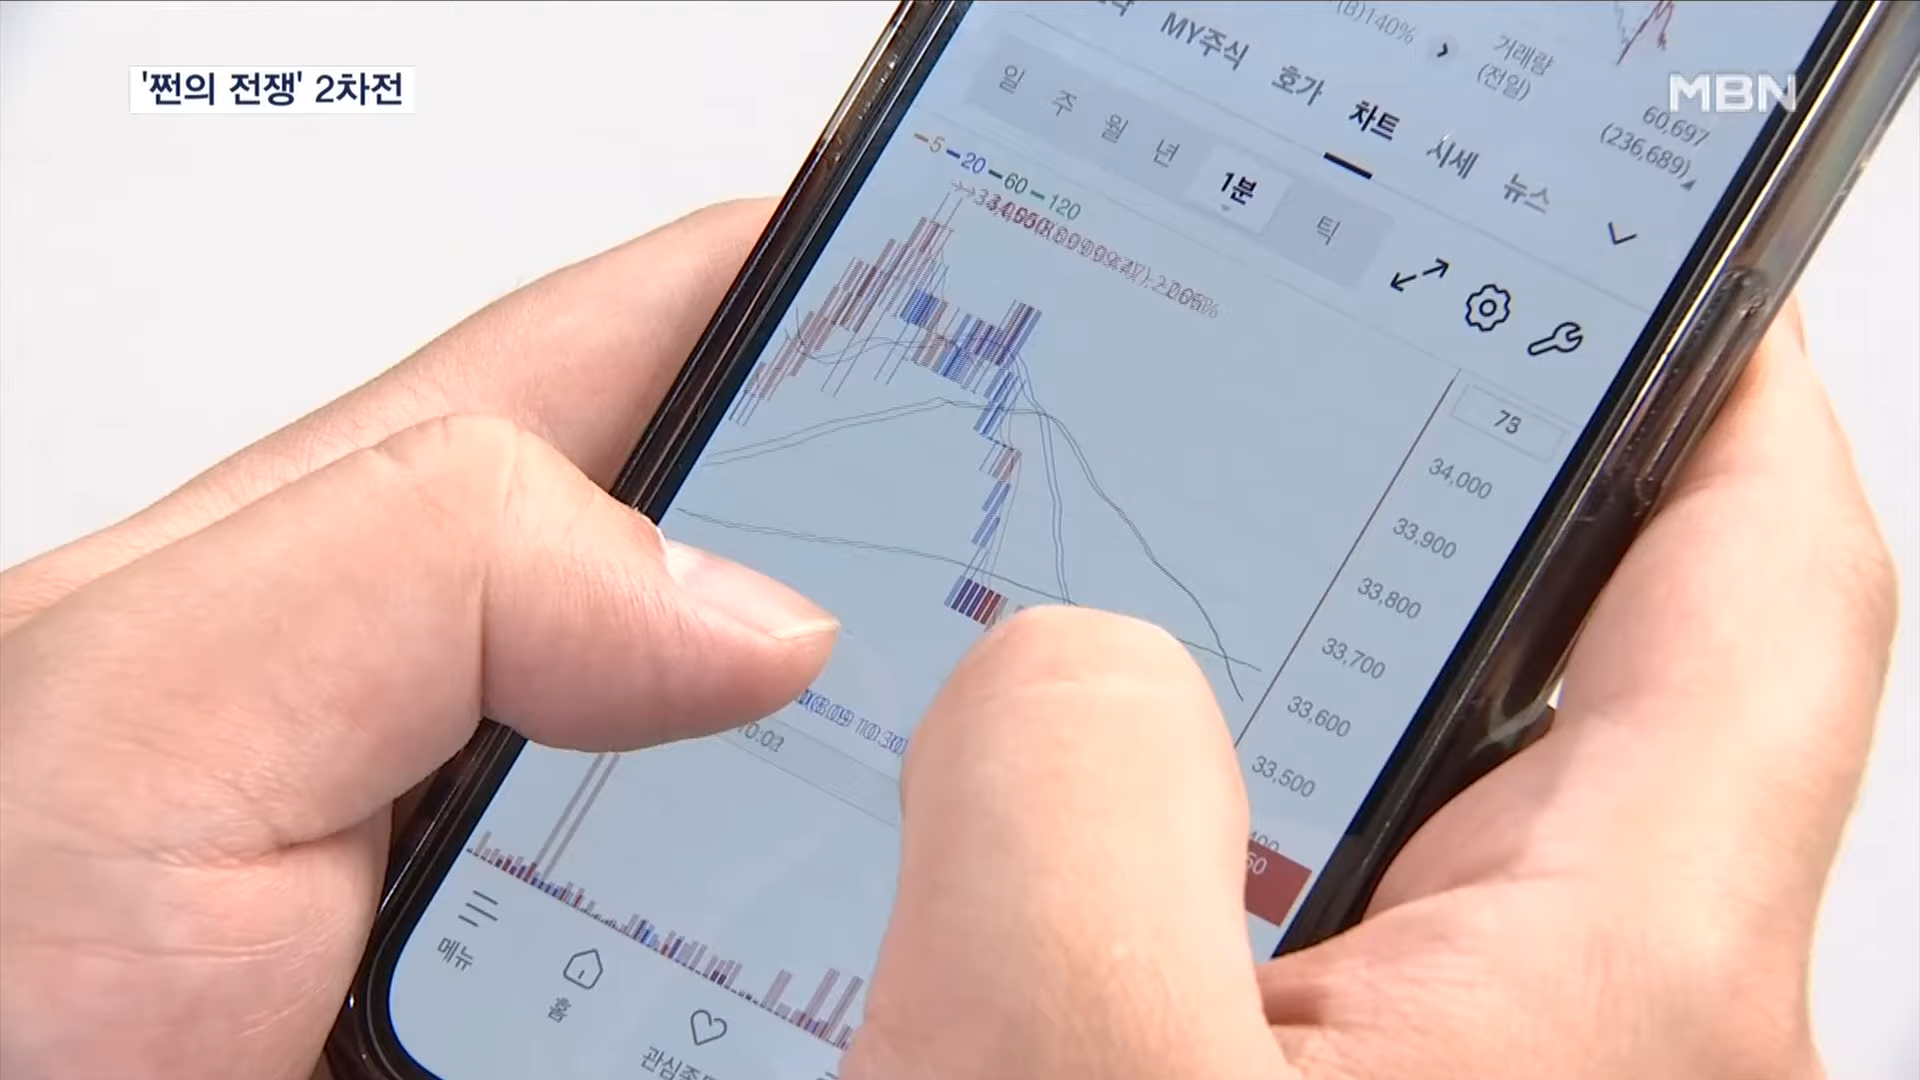 '쩐의 전쟁' 2차전
MBN
(B)140%
거래량
(전일)
60,697
(236,689)
MY주식
호가
차트
시세
뉴스
일
주
월
년
1분
틱
5
20
60
120
34,000
33,900
33,800
33,700
33,600
33,500
메뉴
홈